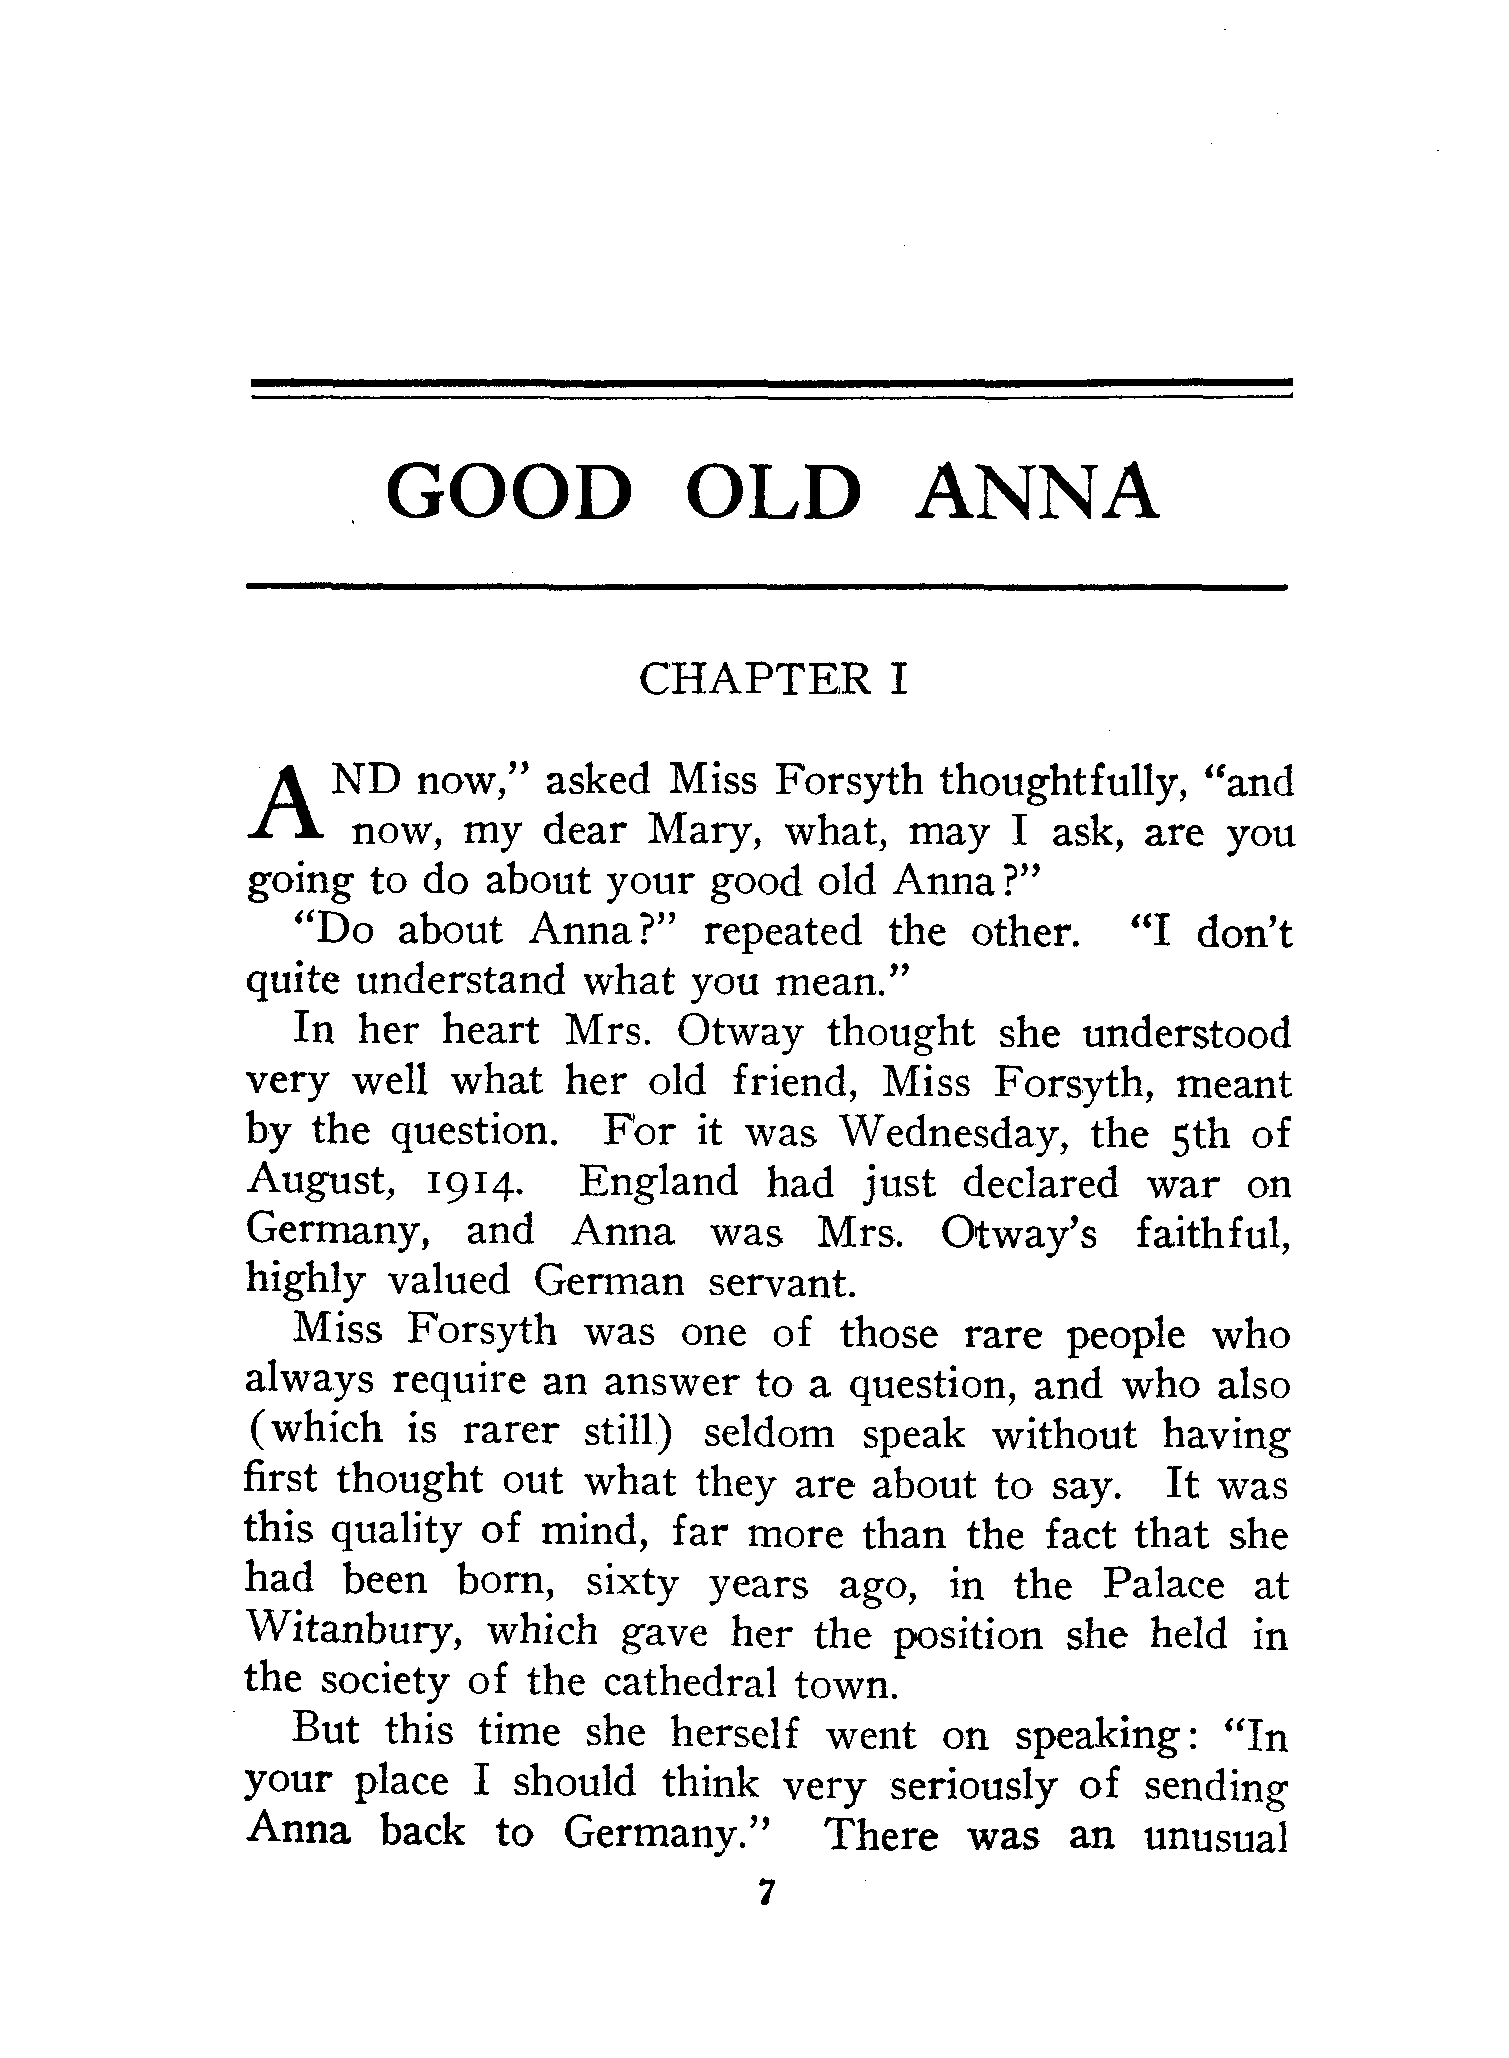 GOOD OLD ANNA
CHAPTER I
AND now,” asked Miss Forsyth thoughtfully, “and
now, my dear Mary, what, may I ask, are you
going to do about your good old Anna?”
“Do about Anna?” repeated the other. “I don’t
quite understand what you mean.”
In her heart Mrs. Otway thought she understood
very well what her old friend, Miss Forsyth, meant
by the question. For it was Wednesday, the 5th of
August, 1914. England had just declared war on
Germany, and Anna was Mrs. Otway’s faithful,
highly valued German servant.
Miss Forsyth was one of those rare people who
always require an answer to a question, and who also
(which is rarer still) seldom speak without having
first thought out what they are about to say. It was
this quality of mind, far more than the fact that she
had been born, sixty years ago, in the Palace at
Witanbury, which gave her the position she held in
the society of the cathedral town.
But this time she herself went on speaking: “In
your place I should think very seriously of sending
Anna back to Germany.” There was an unusual
7